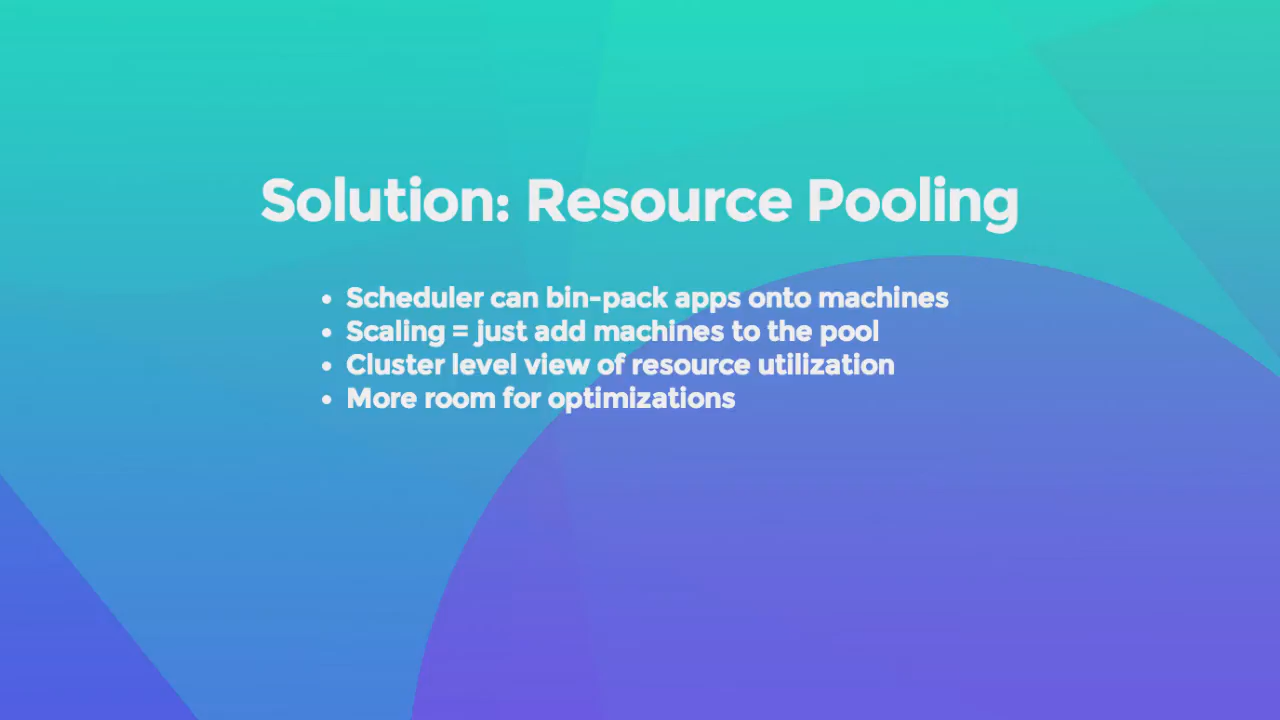 Solution: Resource Pooling
• Scheduler can bin-pack apps onto machines
• Scaling = just add machines to the pool
• Cluster level view of resource utilization
• More room for optimizations